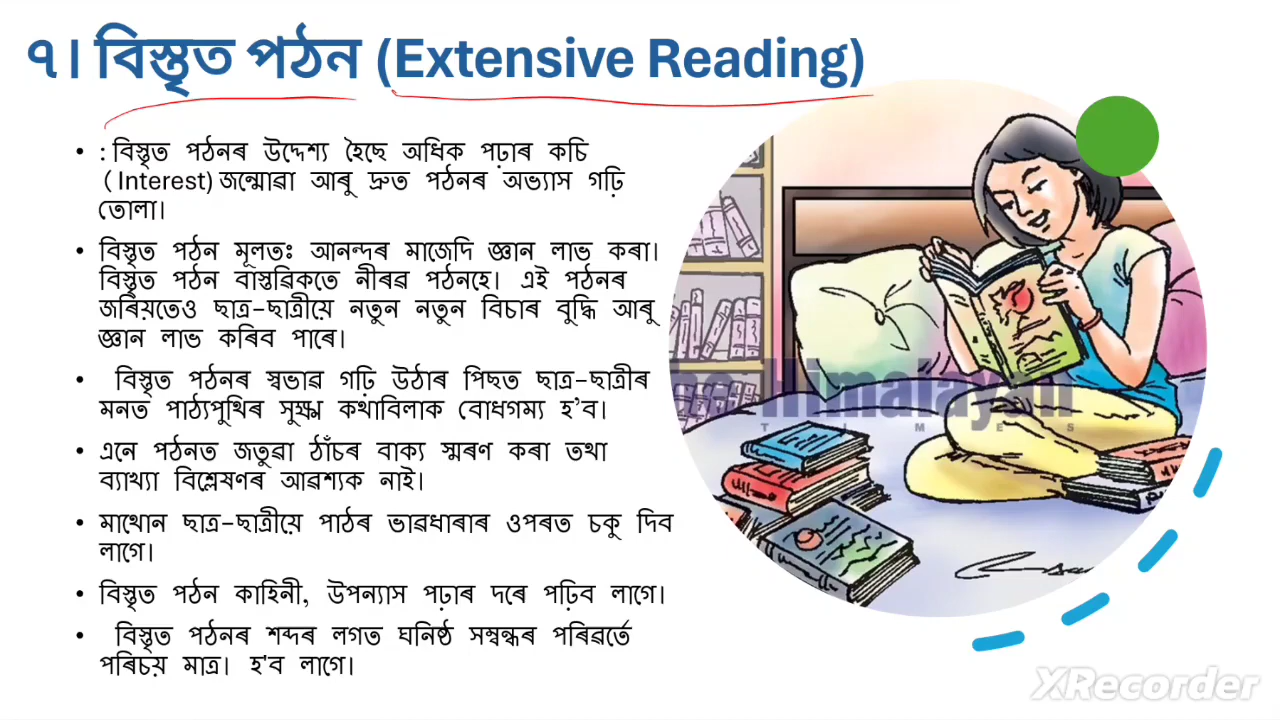 ৭। বিস্তৃত পঠন (Extensive Reading)
• : বিস্তৃত পঠনৰ উদ্দেশ্য হৈছে অধিক পঢ়াৰ কচি
(Interest) জন্মোৱা আৰু দ্ৰুত পঠনৰ অভ্যাস গঢ়ি
তোলা।
• বিস্তৃত পঠন মূলতঃ আনন্দৰ মাজেদি জ্ঞান লাভ কৰা।
বিস্তৃত পঠন বাস্তৱিকতে নীৰৱ পঠনহে। এই পঠনৰ
জৰিয়তেও ছাত্ৰ-ছাত্ৰীয়ে নতুন নতুন বিচাৰ বুদ্ধি আৰু
জ্ঞান লাভ কৰিব পাৰে।
• বিস্তৃত পঠনৰ স্বভাৱ গঢ়ি উঠাৰ পিছত ছাত্ৰ-ছাত্ৰীৰ
মনত পাঠ্যপুথিৰ সুক্ষ্ম কথাবিলাক বোধগম্য হ’ব।
• এনে পঠনত জতুৱা ঠাঁচৰ বাক্য স্মৰণ কৰা তথা
ব্যাখ্যা বিশ্লেষণৰ আৱশ্যক নাই।
• মাথোন ছাত্ৰ-ছাত্ৰীয়ে পাঠৰ ভাৱধাৰাৰ ওপৰত চকু দিব
লাগে।
• বিস্তৃত পঠন কাহিনী, উপন্যাস পঢ়াৰ দৰে পঢ়িব লাগে।
• বিস্তৃত পঠনৰ শব্দৰ লগত ঘনিষ্ঠ সম্বন্ধৰ পৰিৱৰ্তে
পৰিচয় মাত্ৰ। হ'ব লাগে।
Himalayan
TIMES
XRecorder